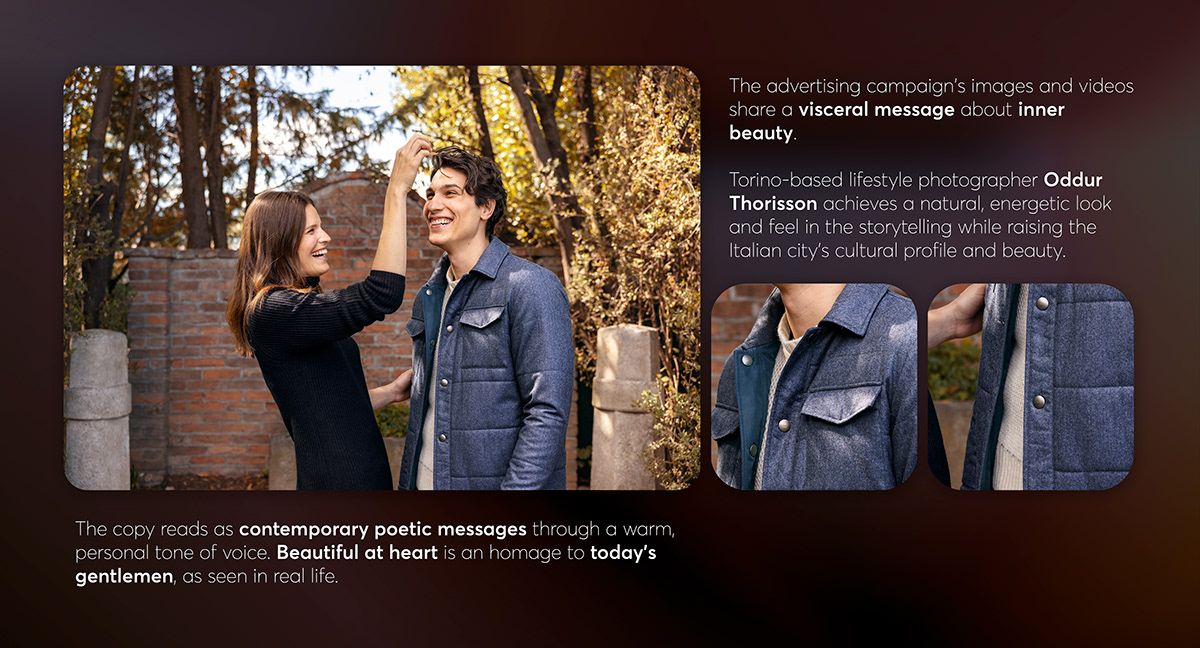 The advertising campaign's images and videos
share a visceral message about inner
beauty.
Torino-based lifestyle photographer Oddur
Thorisson achieves a natural, energetic look
and feel in the storytelling while raising the
Italian city's cultural profile and beauty.
The copy reads as contemporary poetic messages through a warm,
personal tone of voice. Beautiful at heart is an homage to today's
gentlemen, as seen in real life.